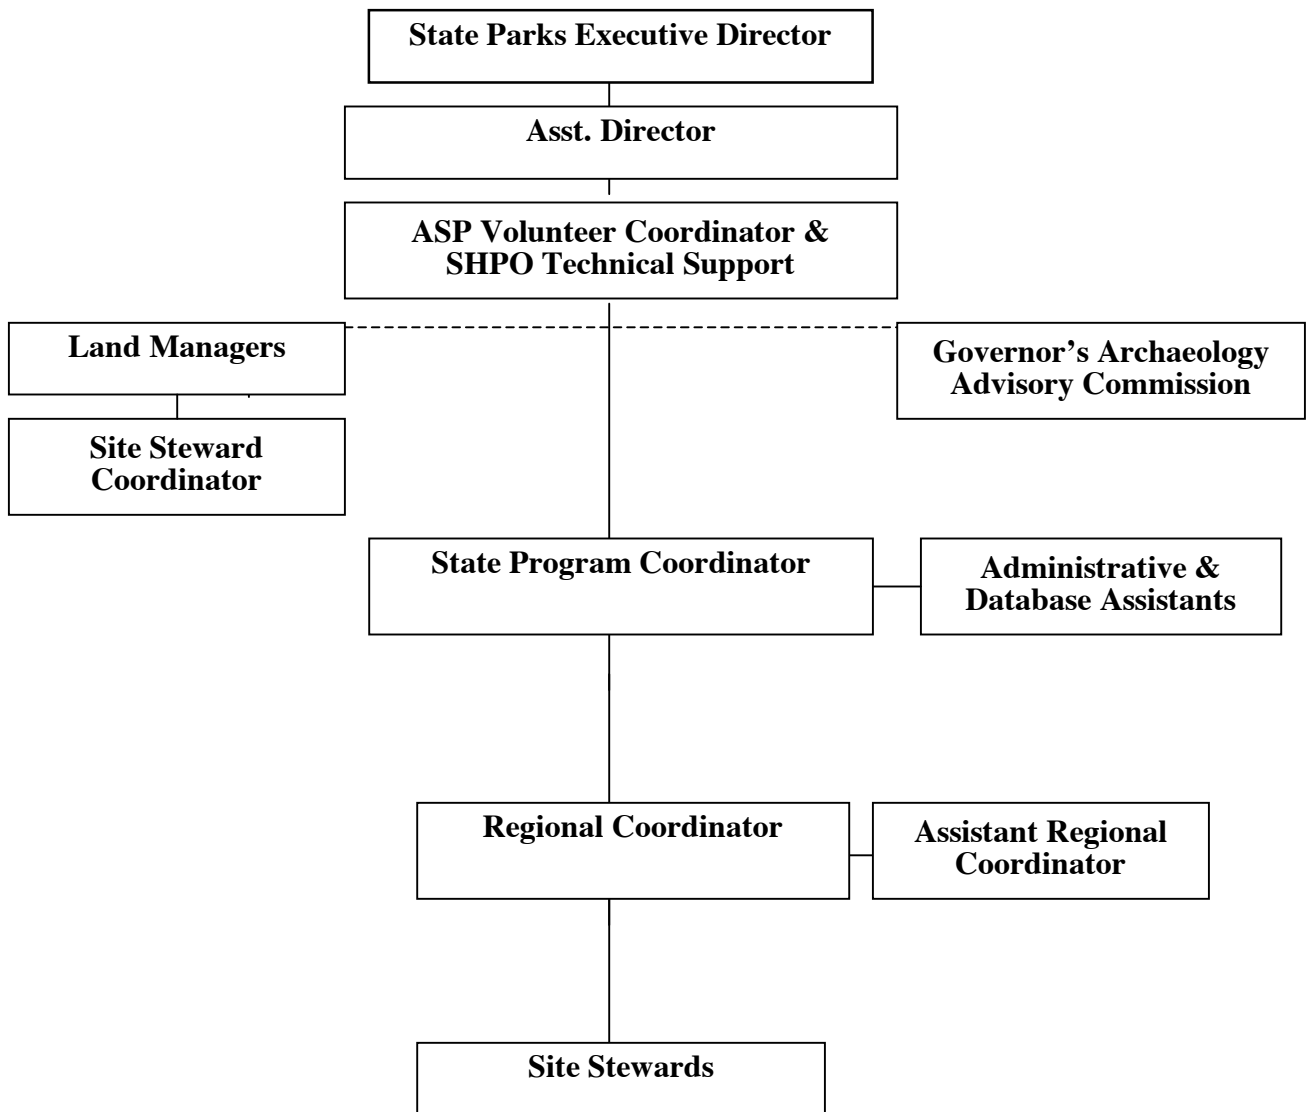 State Parks Executive Director
Asst. Director
ASP Volunteer Coordinator &
SHPO Technical Support
Land Managers
Governor’s Archaeology
Advisory Commission
Site Steward
Coordinator
State Program Coordinator
Administrative &
Database Assistants
Regional Coordinator
Assistant Regional
Coordinator
Site Stewards